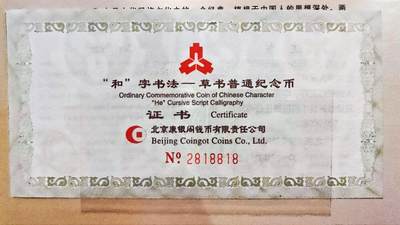 "和"字书法—草书普通纪念币
Ordinary Commemorative Coin of Chinese Character
"He" Cursive Script Calligraphy
证 书 Certificate
北京康银阁钱币有限责任公司
Beijing Coingot Coins Co., Ltd.
Nº 2818818